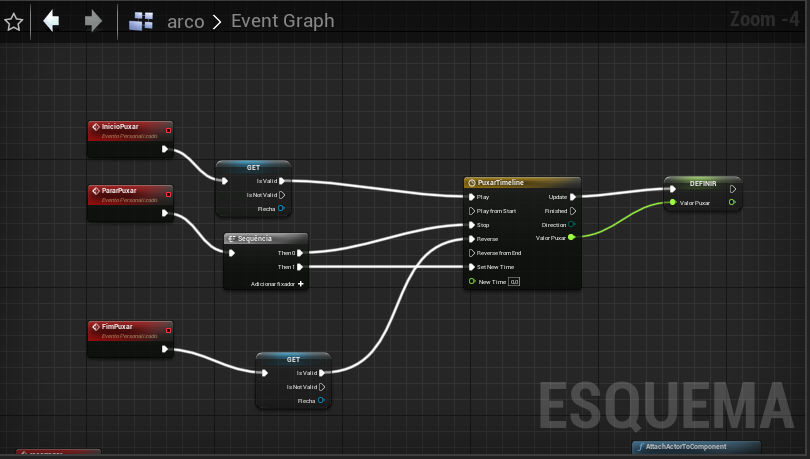 arco > Event Graph
Zoom -4
InicioPuxar
Evento Personalizado
GET
Is Valid
Is Not Valid
Flecha
PararPuxar
Evento Personalizado
Sequência
Then 0
Then 1
Adicionar fixador +
PuxarTimeline
Play
Play from Start
Stop
Reverse
Reverse from End
Set New Time
New Time 0,0
Update
Finished
Direction
Valor Puxar
DEFINIR
Valor Puxar
FimPuxar
Evento Personalizado
GET
Is Valid
Is Not Valid
Flecha
ESQUEMA
AttachActorToComponent